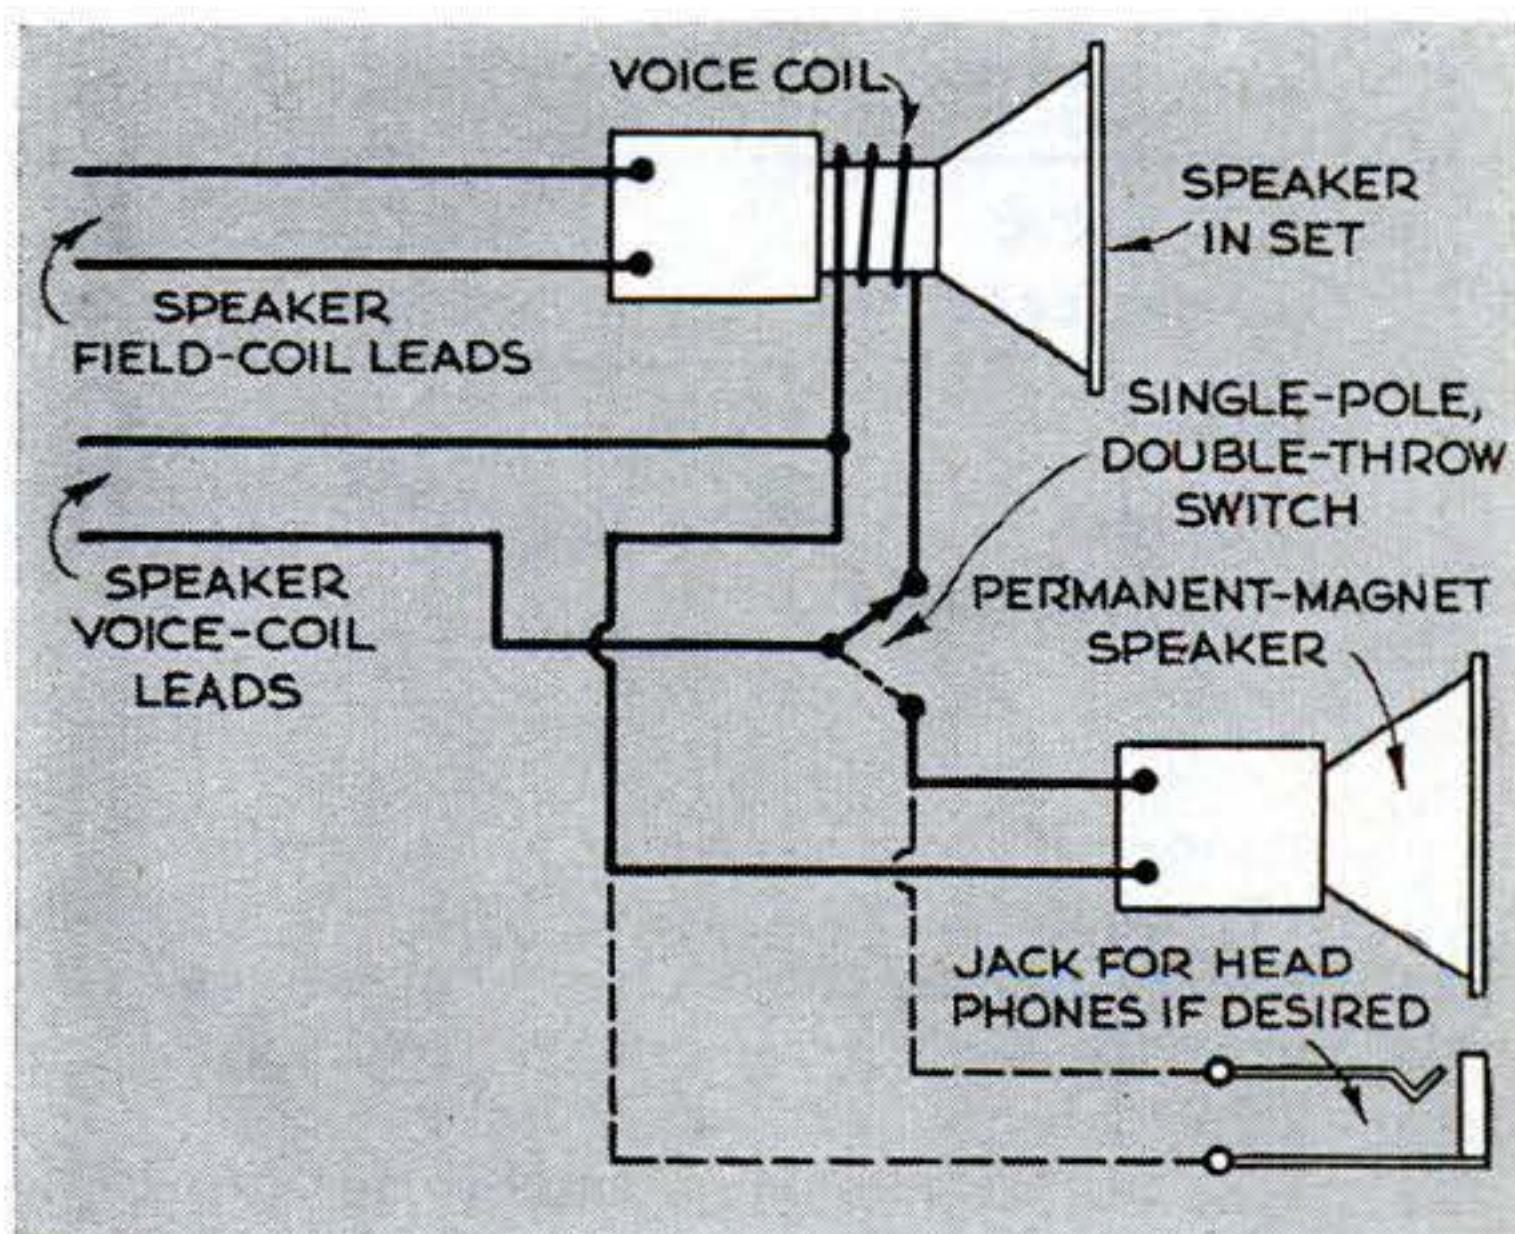 VOICE COIL
SPEAKER
IN SET
SPEAKER
FIELD-COIL LEADS
SINGLE-POLE,
DOUBLE-THROW
SWITCH
SPEAKER
VOICE-COIL
LEADS
PERMANENT-MAGNET
SPEAKER
JACK FOR HEAD
PHONES IF DESIRED